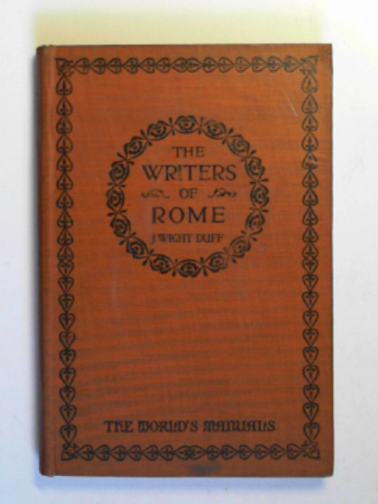 THE
WRITERS
OF
ROME
J. WIGHT DUFF
THE WORLD'S MANUALS